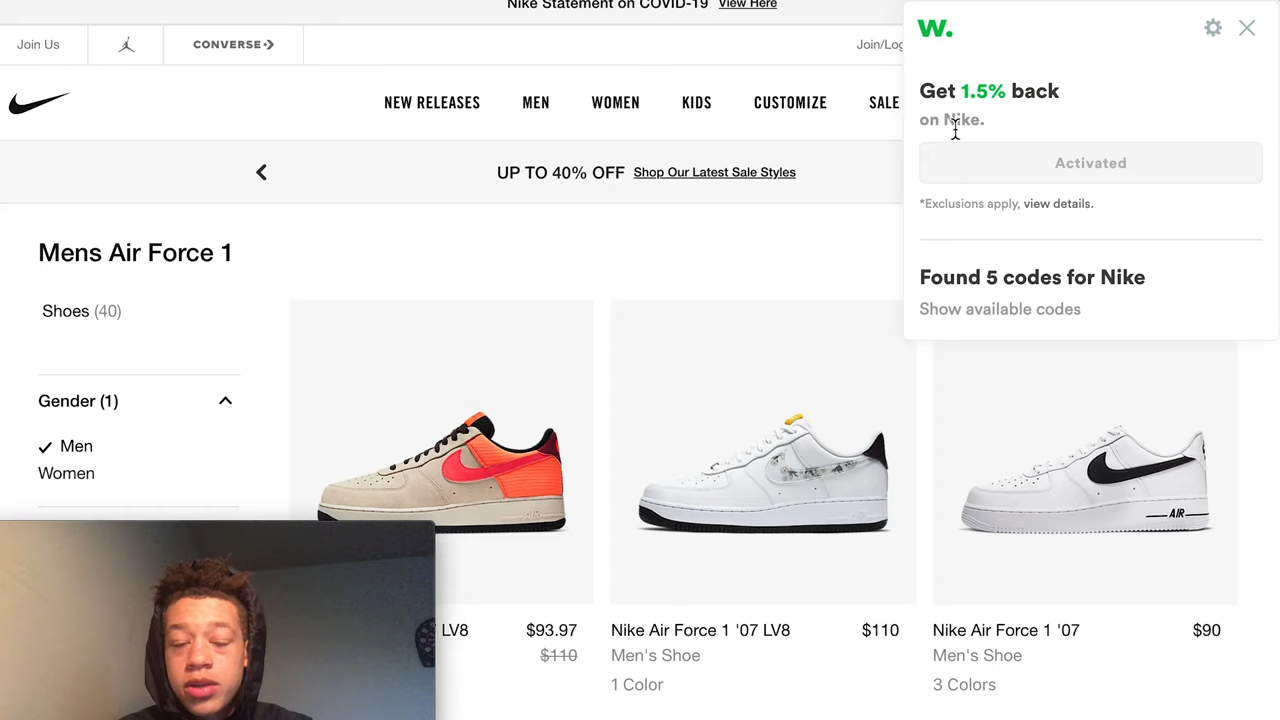 Nike Statement on COVID-19 View Here
Join Us
CONVERSE
Join/Log
NEW RELEASES
MEN
WOMEN
KIDS
CUSTOMIZE
SALE
UP TO 40% OFF Shop Our Latest Sale Styles
W.
Get 1.5% back
on Nike.
Activated
*Exclusions apply, view details.
Found 5 codes for Nike
Show available codes
Mens Air Force 1
Shoes (40)
Gender (1)
Men
Women
AIR
LV8 $93.97
$110
Nike Air Force 1 '07 LV8 $110
Men's Shoe
1 Color
Nike Air Force 1 '07 $90
Men's Shoe
3 Colors